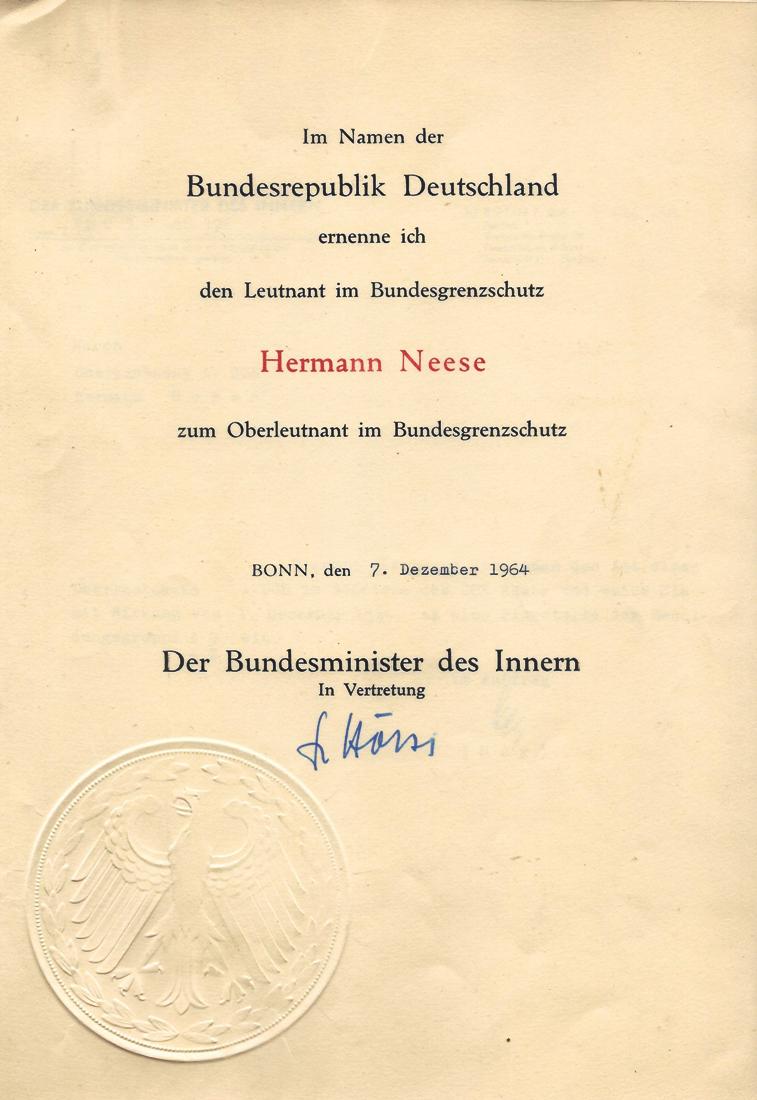 Im Namen der
Bundesrepublik Deutschland
ernenne ich
den Leutnant im Bundesgrenzschutz
Hermann Neese
zum Oberleutnant im Bundesgrenzschutz
BONN, den 7. Dezember 1964
Der Bundesminister des Innern
In Vertretung